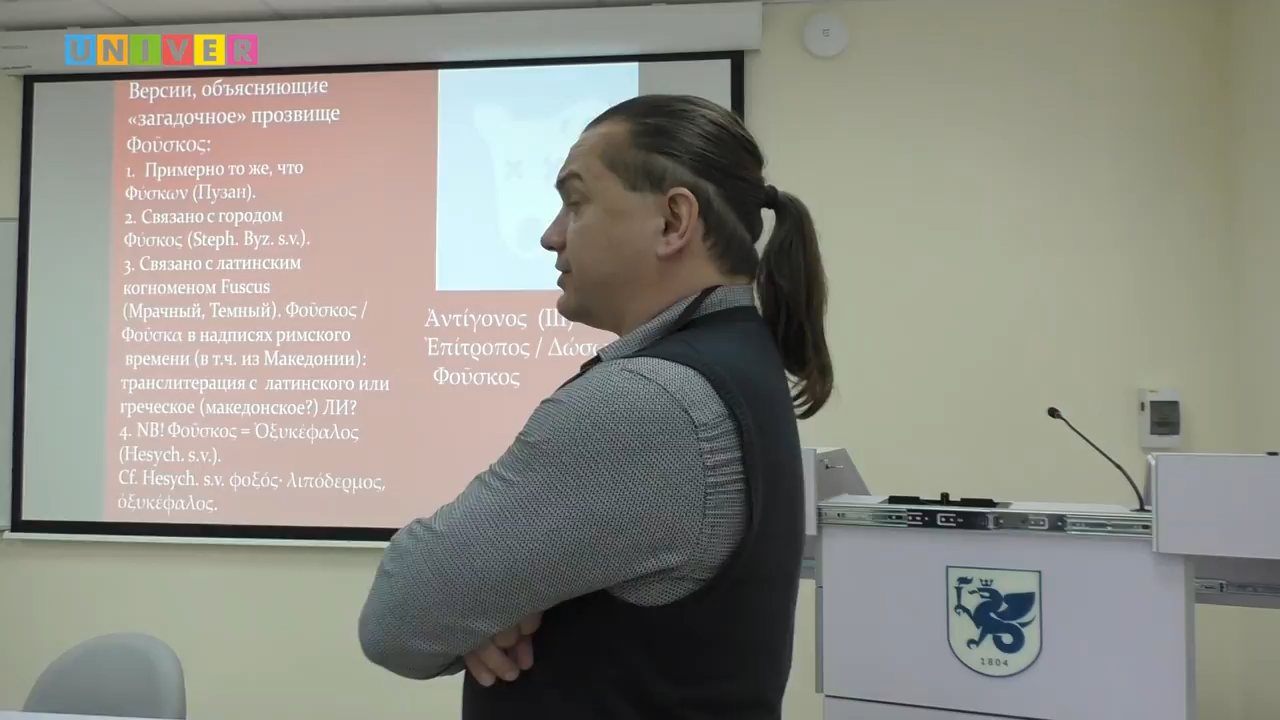 UNIVER
Версии, объясняющие
«загадочное» прозвище
Φοῦσκος:
1. Примерно то же, что
Φύσκων (Пузан).
2. Связано с городом
Φύσκος (Steph. Byz. s.v.).
3. Связано с латинским
когноменом Fuscus
(Мрачный, Темный). Φοῦσκος /
Φοῦσκα в надписях римского
времени (в т.ч. из Македонии):
транслитерация с латинского или
греческое (македонское?) ЛИ?
4. NB! Φοῦσκος = Ὀξυκέφαλος
(Hesych. s.v.).
Cf. Hesych. s.v. φοξός· λιπόδερμος,
ὀξυκέφαλος.
Ἀντίγονος (III)
Ἐπίτροπος /
Φοῦσκος
1804